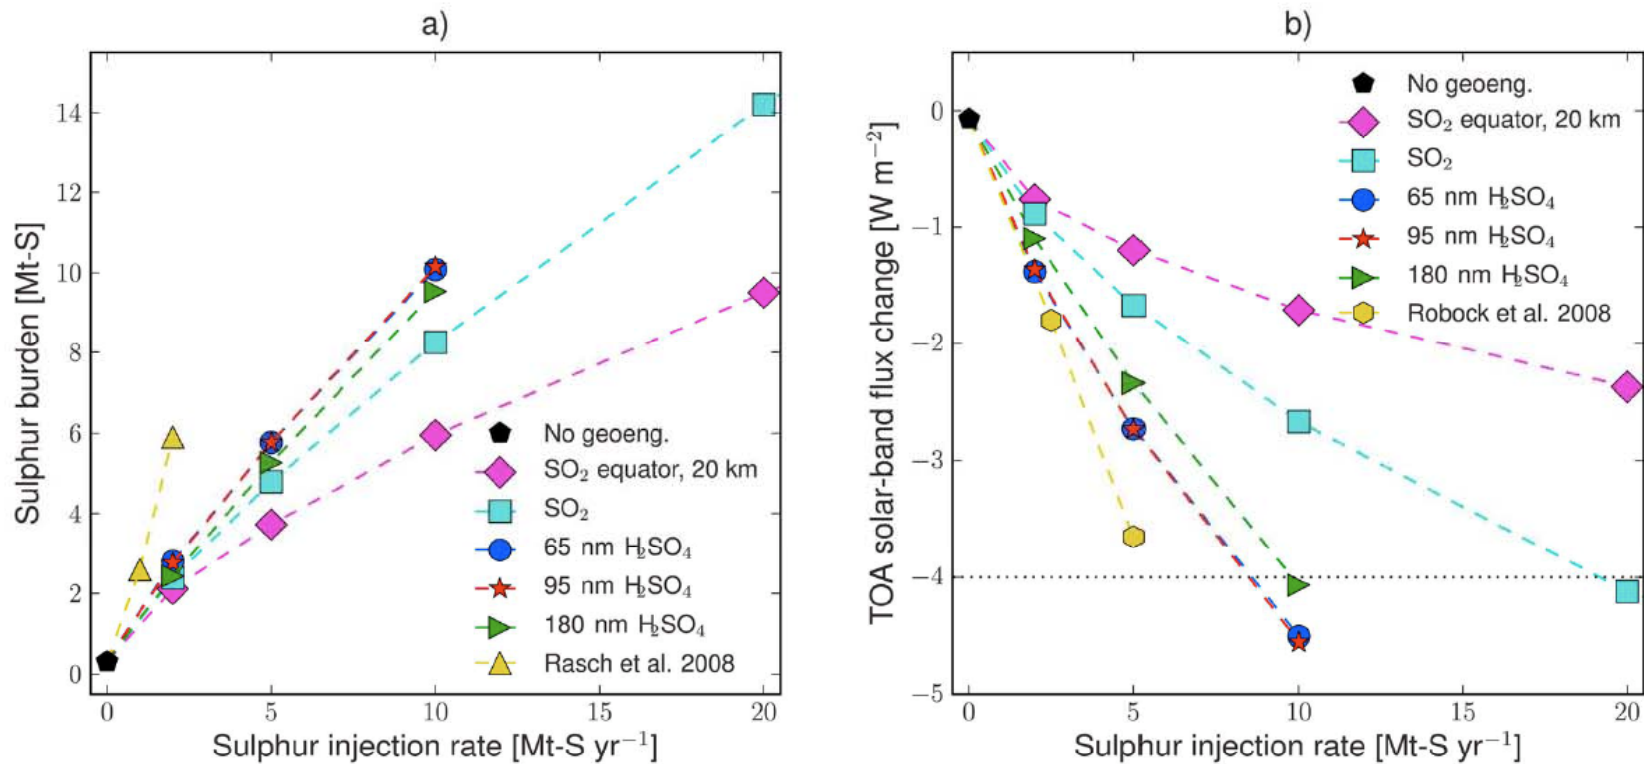 a)
Sulphur burden [Mt-S]
14
12
10
8
6
4
2
0
No geoeng.
SO₂ equator, 20 km
SO₂
65 nm H₂SO₄
95 nm H₂SO₄
180 nm H₂SO₄
Rasch et al. 2008
0 5 10 15 20
Sulphur injection rate [Mt-S yr⁻¹]
b)
TOA solar-band flux change [W m⁻²]
0
−1
−2
−3
−4
−5
No geoeng.
SO₂ equator, 20 km
SO₂
65 nm H₂SO₄
95 nm H₂SO₄
180 nm H₂SO₄
Robock et al. 2008
0 5 10 15 20
Sulphur injection rate [Mt-S yr⁻¹]